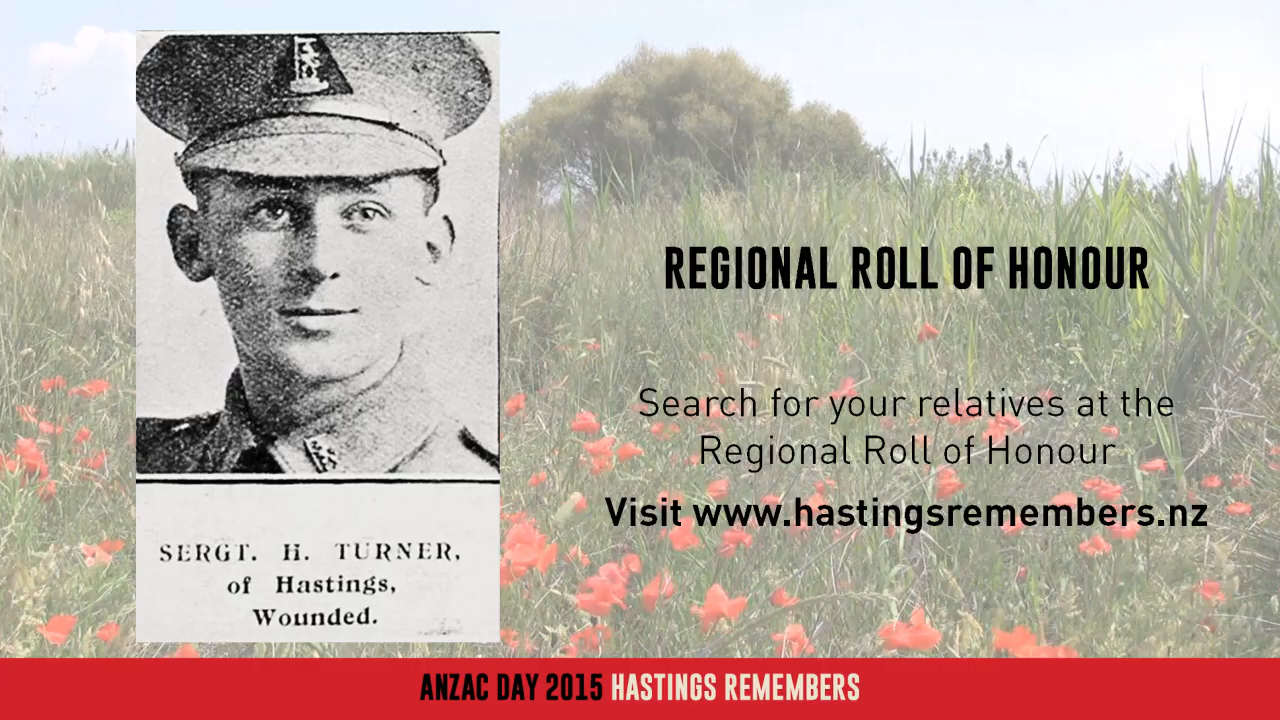 SERGT. H. TURNER,
of Hastings,
Wounded.
REGIONAL ROLL OF HONOUR
Search for your relatives at the
Regional Roll of Honour
Visit www.hastingsremembers.nz
ANZAC DAY 2015 HASTINGS REMEMBERS